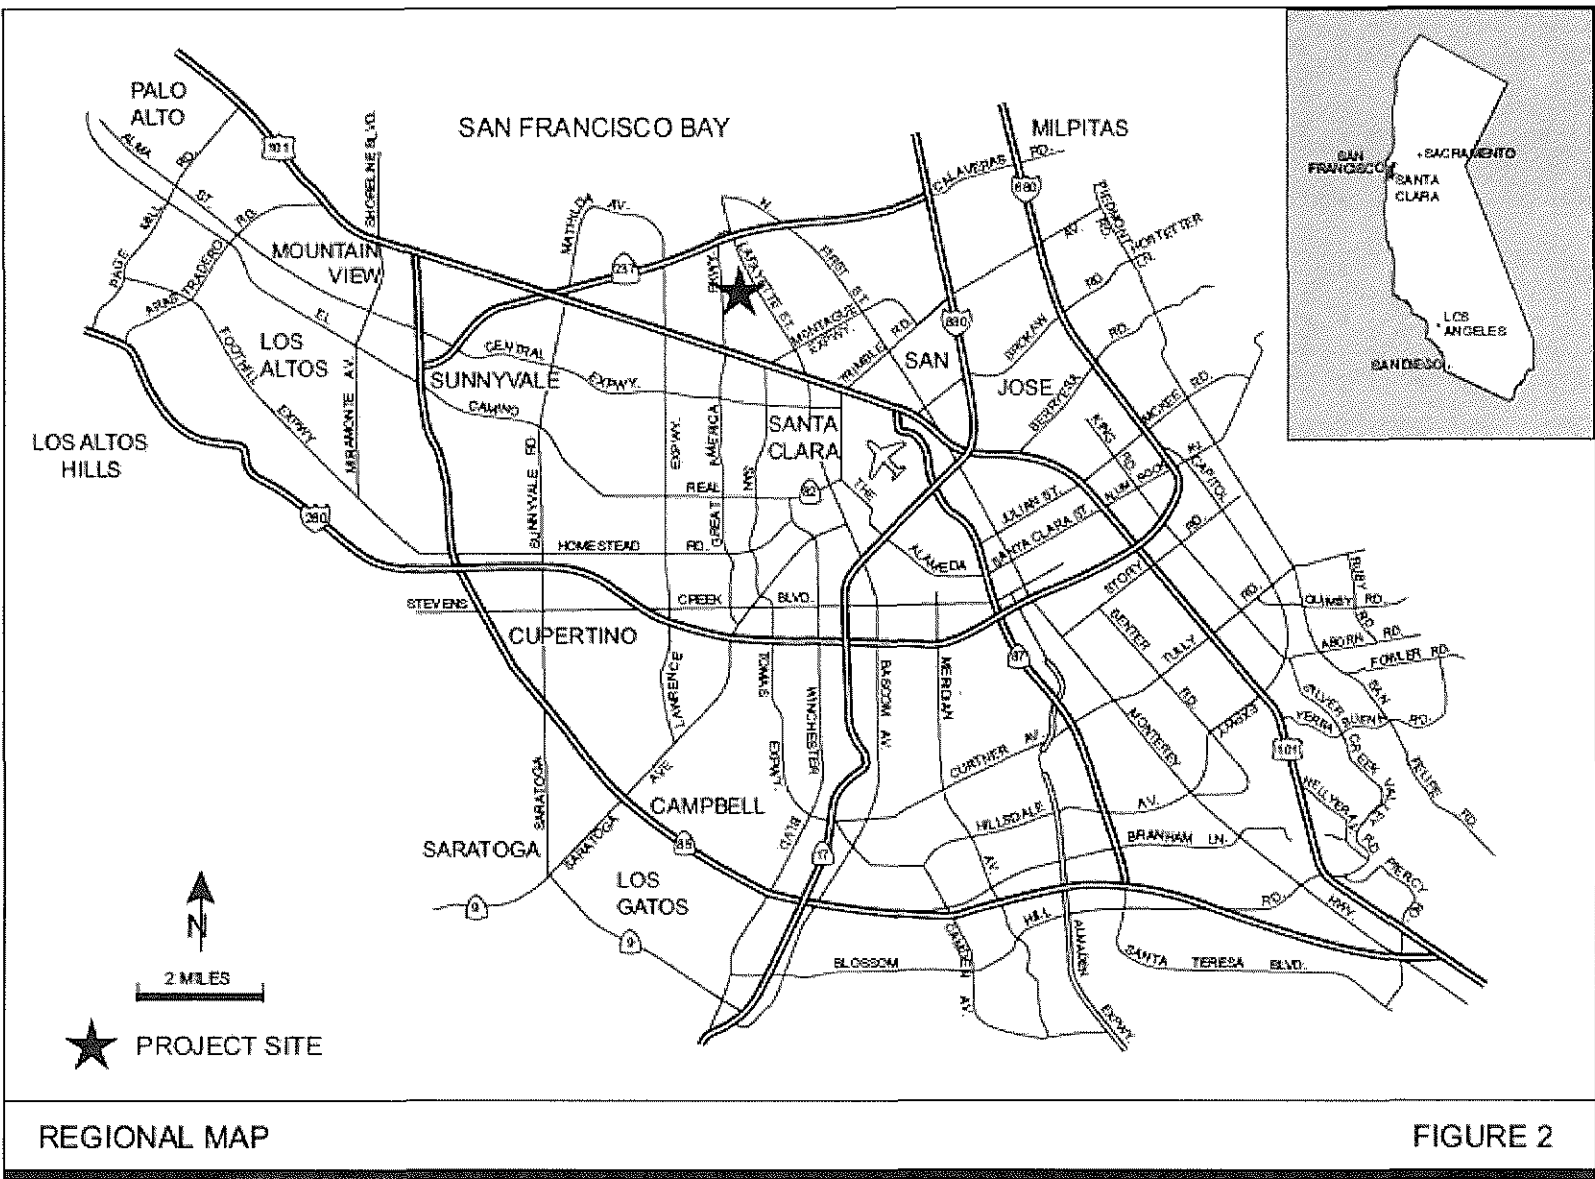 PALO
ALTO
SAN FRANCISCO BAY
MILPITAS
101
SHORELINE BLVD.
ALMA
ST.
PAGE
MILL
RD.
ARASTRADERO
RD.
MOUNTAIN
VIEW
MATHILDA
AV.
237
N.
FIRST
ST.
LAFAYETTE ST.
EXPWY.
CALAVERAS
RD.
680
PIEDMONT
RD.
HOSTETTER
AV.
SAN
FRANCISCO
SACRAMENTO
SANTA
CLARA
LOS
ANGELES
SAN DIEGO
LOS
ALTOS
FOOTHILL
EXPWY.
EL
CAMINO
REAL
CENTRAL
EXPWY.
MONTAGUE
EXPWY.
TRIMBLE
RD.
880
SAN
JOSE
BROKAW
RD.
BERRYESSA
RD.
SUNNYVALE
MIRAMONTE AV.
LOS ALTOS
HILLS
280
SUNNYVALE
RD
EXPWY.
GREAT
AMERICA
SAN
SANTA
CLARA
82
THE
ALAMEDA
KING
RD.
MCKEE
RD.
JULIAN ST.
SANTA CLARA ST.
ALUM
ROCK
AV.
CAPITOL
HOMESTEAD
RD.
STEVENS
CREEK
BLVD.
CUPERTINO
LAWRENCE
TOMAS
EXPWY.
WINCHESTER
BLVD.
BASCOM
AV.
MERIDIAN
87
STORY
RD.
SENTER
RD.
TULLY
RD.
QUIMBY
RD.
RUBY
RD.
ABORN
RD.
FOWLER
RD.
SAN
FELIPE
RD.
SILVER
CREEK
YERBA
BUENA
RD.
EXPWY.
MONTEREY
HWY.
101
HELLYER
RD.
PIERCY
CURTNER
AV.
HILLSDALE
AV.
AV.
BRANHAM
LN.
CAMPBELL
SARATOGA
SARATOGA
SARATOGA
AVE
85
17
LOS
GATOS
9
9
BLOSSOM
HILL
RD.
CAMDEN
AV.
ALMADEN
EXPWY.
SANTA
TERESA
BLVD.
N
2 MILES
PROJECT SITE
REGIONAL MAP
FIGURE 2